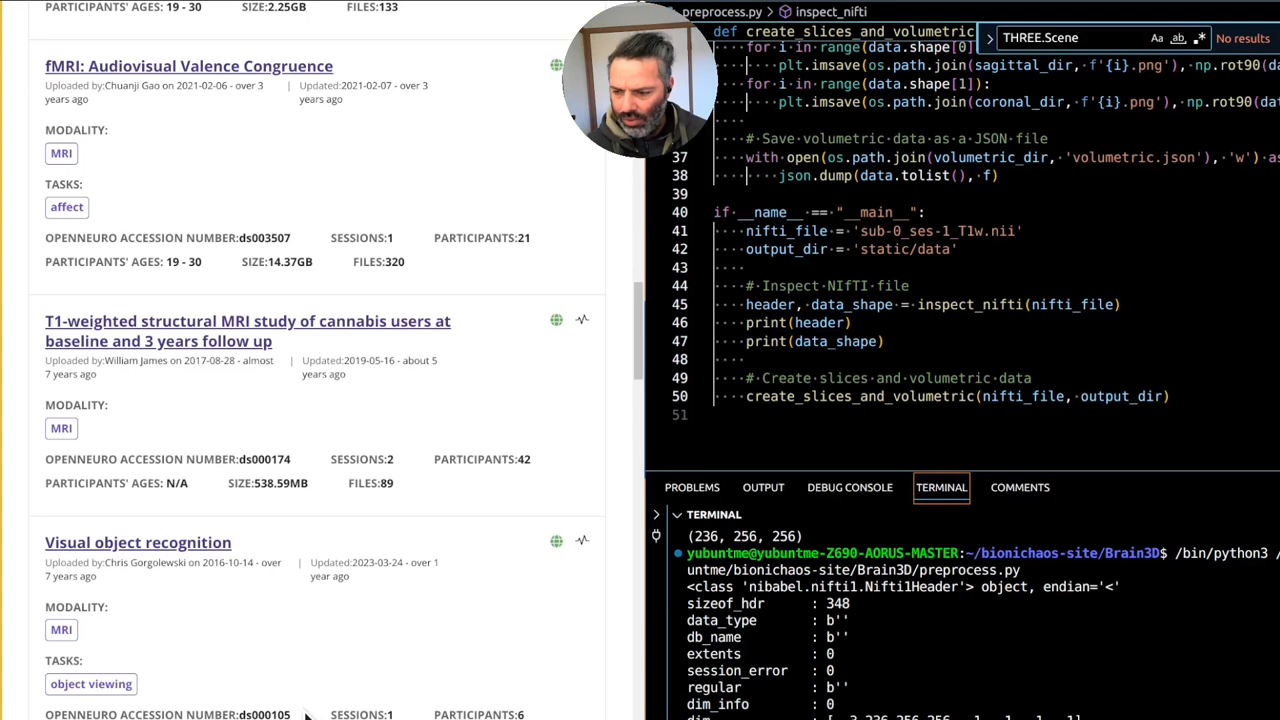 PARTICIPANTS' AGES: 19 - 30 SIZE:2.25GB FILES:133
fMRI: Audiovisual Valence Congruence
Uploaded by:Chuanji Gao on 2021-02-06 - over 3 years ago | Updated:2021-02-07 - over 3 years ago
MODALITY:
MRI
TASKS:
affect
OPENNEURO ACCESSION NUMBER:ds003507 SESSIONS:1 PARTICIPANTS:21
PARTICIPANTS' AGES: 19 - 30 SIZE:14.37GB FILES:320
T1-weighted structural MRI study of cannabis users at
baseline and 3 years follow up
Uploaded by:William James on 2017-08-28 - almost 7 years ago | Updated:2019-05-16 - about 5 years ago
MODALITY:
MRI
OPENNEURO ACCESSION NUMBER:ds000174 SESSIONS:2 PARTICIPANTS:42
PARTICIPANTS' AGES: N/A SIZE:538.59MB FILES:89
Visual object recognition
Uploaded by:Chris Gorgolewski on 2016-10-14 - over 7 years ago | Updated:2023-03-24 - over 1 year ago
MODALITY:
MRI
TASKS:
object viewing
OPENNEURO ACCESSION NUMBER:ds000105 SESSIONS:1 PARTICIPANTS:6
preprocess.py > inspect_nifti
THREE.Scene Aa ab .* No results
def create_slices_and_volumetric
for i in range(data.shape[0]
plt.imsave(os.path.join(sagittal_dir, f'{i}.png'), np.rot90(da
for i in range(data.shape[1]):
plt.imsave(os.path.join(coronal_dir, f'{i}.png'), np.rot90(dat
# Save volumetric data as a JSON file
37 with open(os.path.join(volumetric_dir, 'volumetric.json'), 'w') as
38 json.dump(data.tolist(), f)
39
40 if __name__ == "__main__":
41 nifti_file = 'sub-0_ses-1_T1w.nii'
42 output_dir = 'static/data'
43
44 # Inspect NIfTI file
45 header, data_shape = inspect_nifti(nifti_file)
46 print(header)
47 print(data_shape)
48
49 # Create slices and volumetric data
50 create_slices_and_volumetric(nifti_file, output_dir)
51
PROBLEMS OUTPUT DEBUG CONSOLE TERMINAL COMMENTS
TERMINAL
(236, 256, 256)
yubuntme@yubuntme-Z690-AORUS-MASTER:~/bionichaos-site/Brain3D$ /bin/python3 /
untme/bionichaos-site/Brain3D/preprocess.py
<class 'nibabel.nifti1.Nifti1Header'> object, endian='<'
sizeof_hdr : 348
data_type : b''
db_name : b''
extents : 0
session_error : 0
regular : b''
dim_info : 0